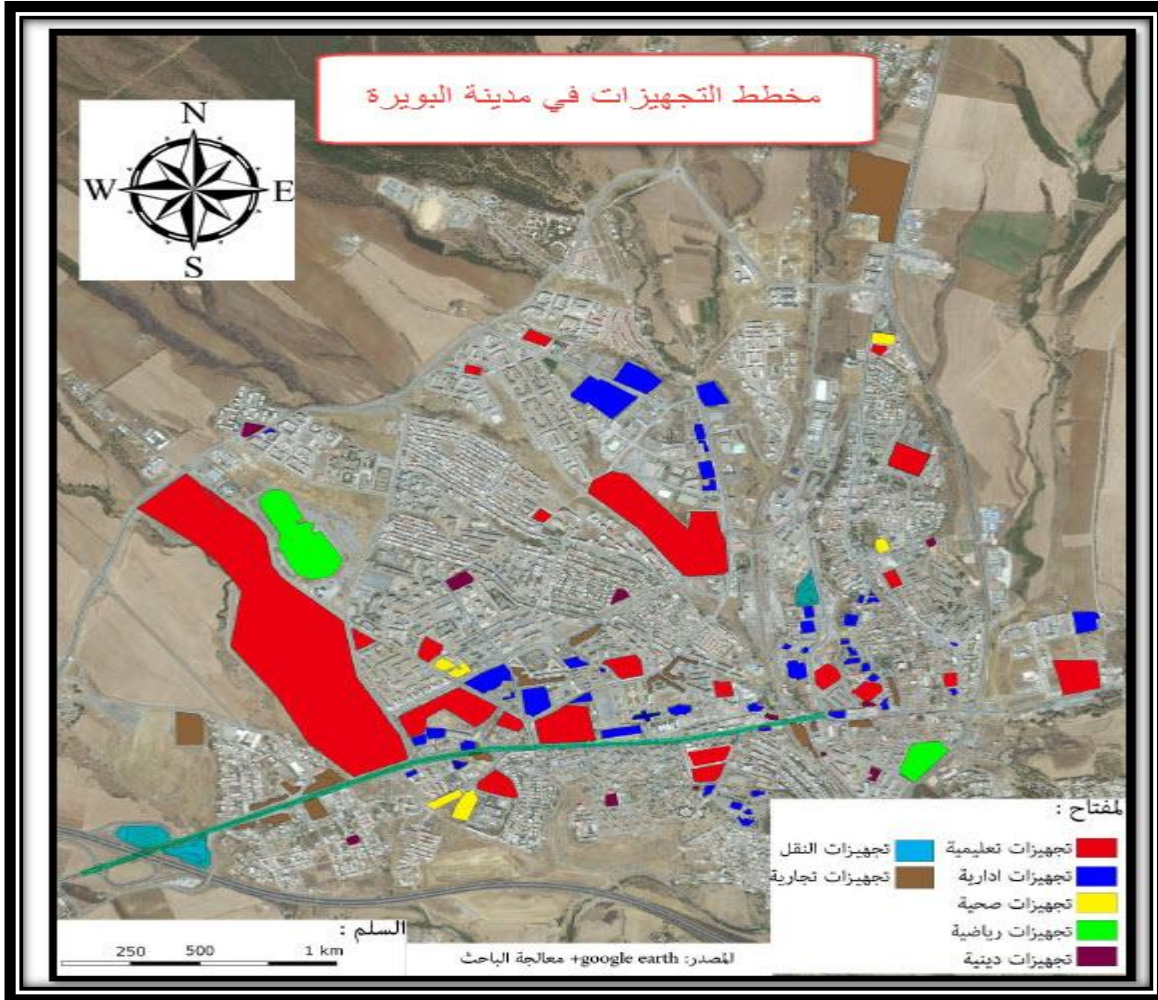 مخطط التجهيزات في مدينة البويرة
N
W E
S
لمفتاح :
تجهيزات تعليمية
تجهيزات ادارية
تجهيزات صحية
تجهيزات رياضية
تجهيزات دينية
تجهيزات النقل
تجهيزات تجارية
السلم :
250 500 1 km
المصدر: google earth+ معالجة الباحث